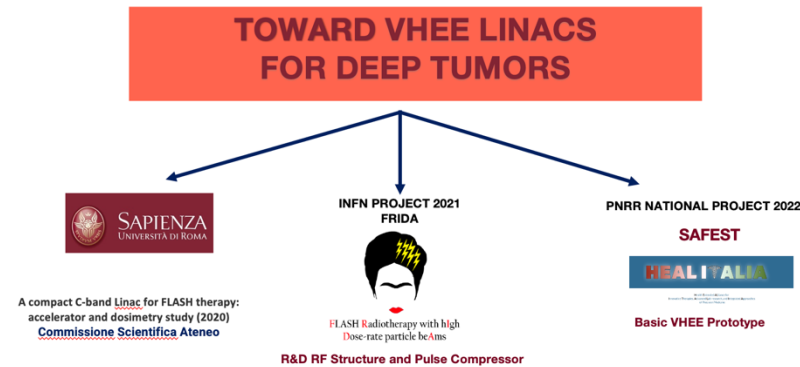 TOWARD VHEE LINACS
FOR DEEP TUMORS
SAPIENZA
UNIVERSITÀ DI ROMA
A compact C-band Linac for FLASH therapy:
accelerator and dosimetry study (2020)
Commissione Scientifica Ateneo
INFN PROJECT 2021
FRIDA
FLASH Radiotherapy with hIgh
Dose-rate particle beAms
R&D RF Structure and Pulse Compressor
PNRR NATIONAL PROJECT 2022
SAFEST
HEAL ITALIA
Basic VHEE Prototype